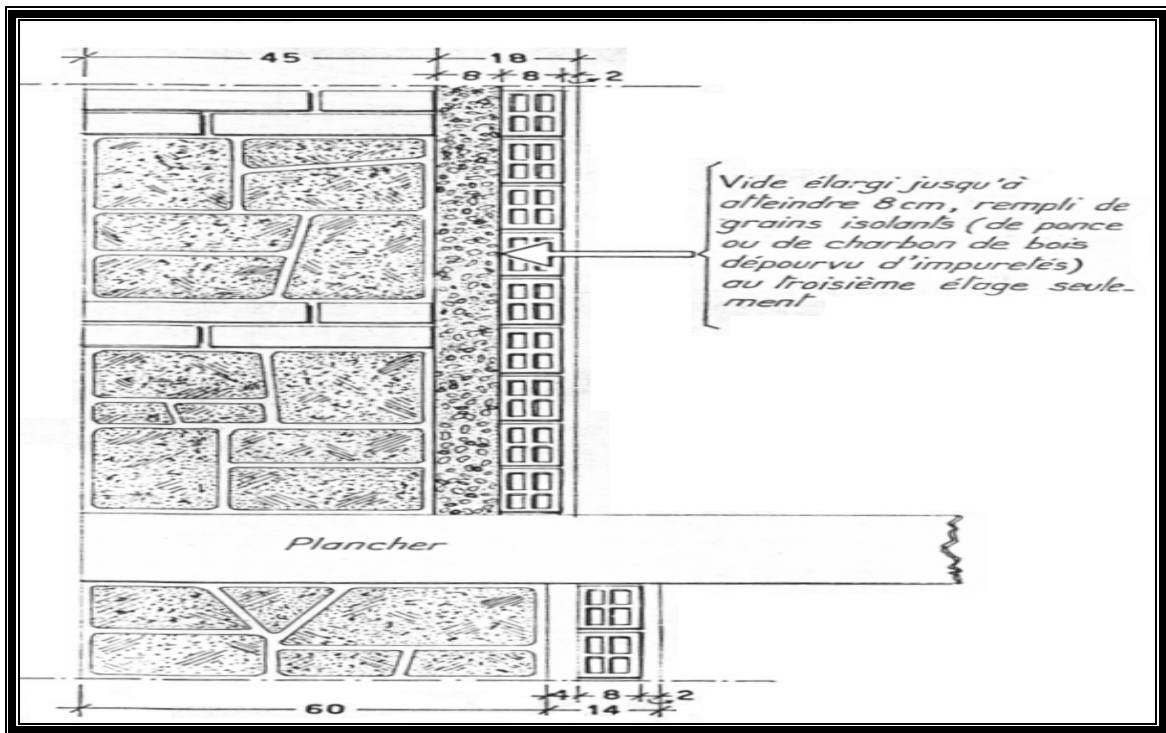 45 18
8 8 2
Vide élargi jusqu'à
atteindre 8 cm, rempli de
grains isolants (de ponce
ou de charbon de bois
dépourvu d'impuretés)
au troisième étage seule-
ment
Plancher
4 8 2
60 14